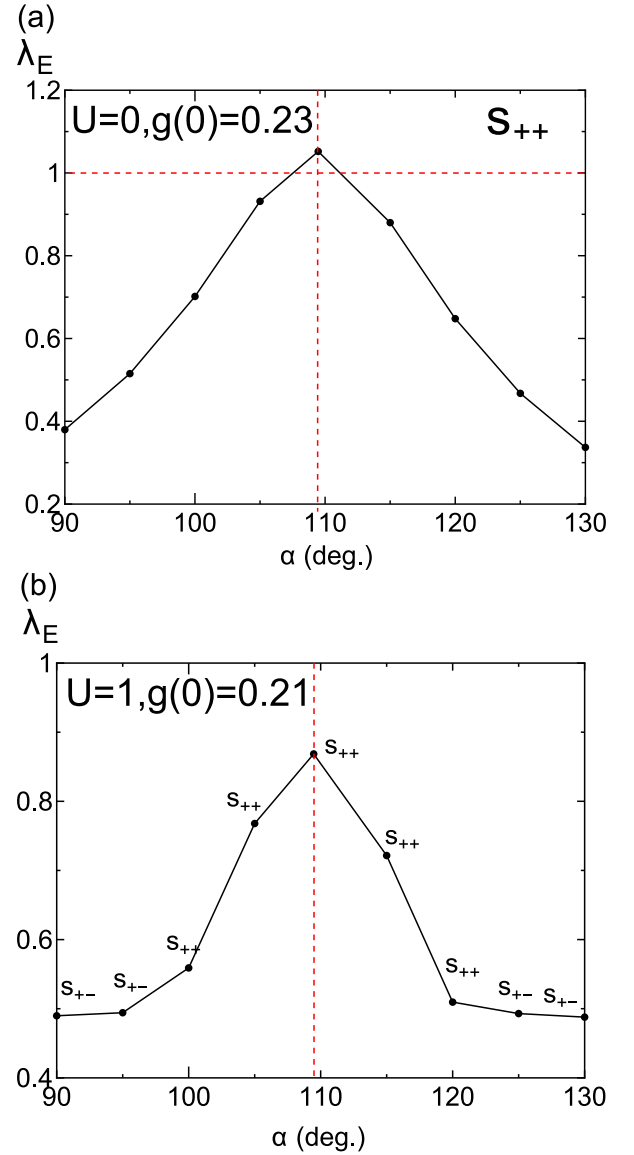 (a)
λE
1.2
U=0,g(0)=0.23 S++
1
0.8
0.6
0.4
0.2
90 100 110 120 130
α (deg.)
(b)
λE
1
U=1,g(0)=0.21
s++
s++
0.8
s++
0.6
s++
s++
s+− s+− s+− s+−
0.4
90 100 110 120 130
α (deg.)